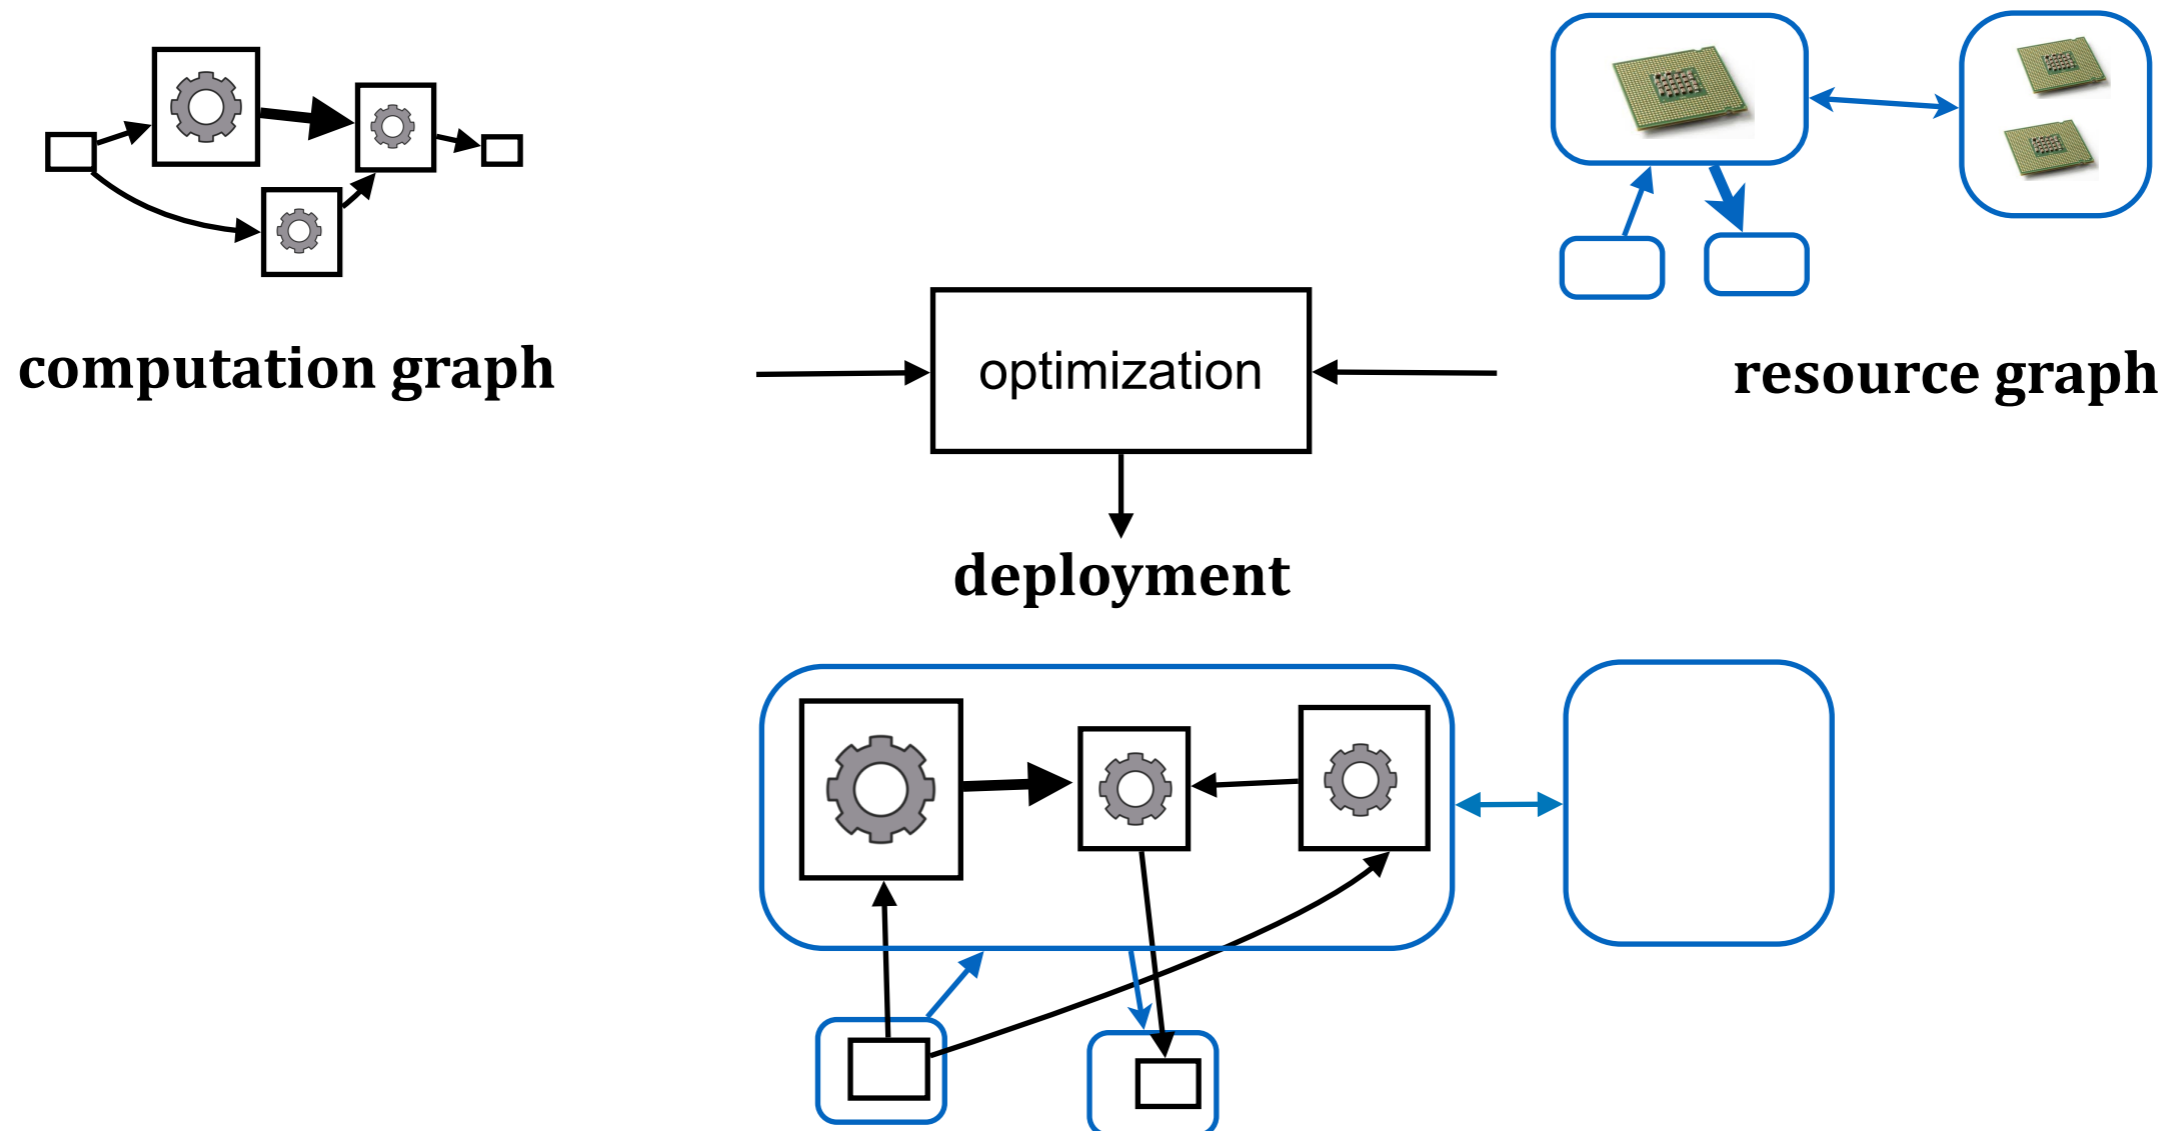 computation graph
optimization
resource graph
deployment